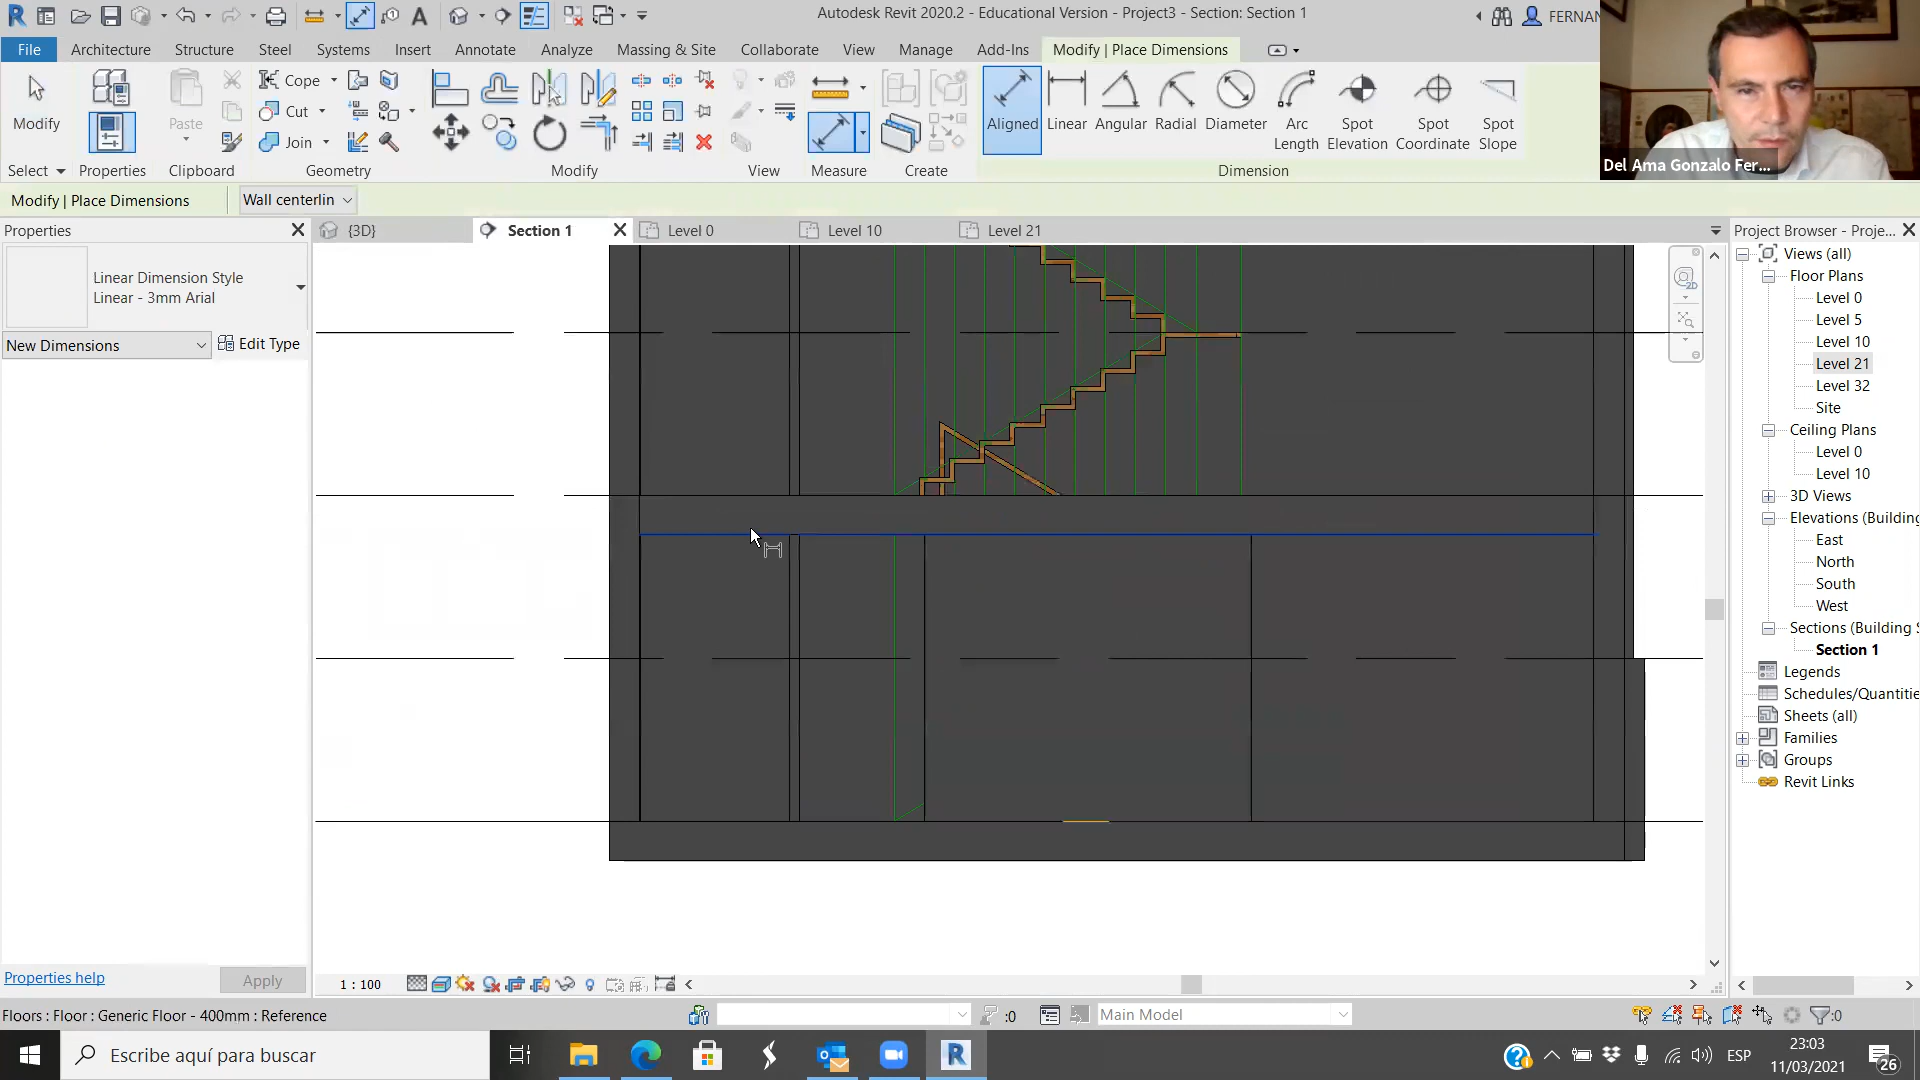 Autodesk Revit 2020.2 - Educational Version - Project3 - Section: Section 1
FERNAN
File
Architecture
Structure
Steel
Systems
Insert
Annotate
Analyze
Massing & Site
Collaborate
View
Manage
Add-Ins
Modify | Place Dimensions
Modify
Paste
Cope
Cut
Join
Aligned
Linear
Angular
Radial
Diameter
Arc
Length
Spot
Elevation
Spot
Coordinate
Spot
Slope
Select
Properties
Clipboard
Geometry
Modify
View
Measure
Create
Dimension
Del Ama Gonzalo Fer...
Modify | Place Dimensions
Wall centerlin
Properties
Linear Dimension Style
Linear - 3mm Arial
New Dimensions
Edit Type
Properties help
Apply
{3D}
Section 1
Level 0
Level 10
Level 21
2D
Project Browser - Proje...
Views (all)
Floor Plans
Level 0
Level 5
Level 10
Level 21
Level 32
Site
Ceiling Plans
Level 0
Level 10
3D Views
Elevations (Building
East
North
South
West
Sections (Building S
Section 1
Legends
Schedules/Quantitie
Sheets (all)
Families
Groups
Revit Links
1 : 100
Floors : Floor : Generic Floor - 400mm : Reference
:0
Main Model
:0
Escribe aquí para buscar
ESP
23:03
11/03/2021
26